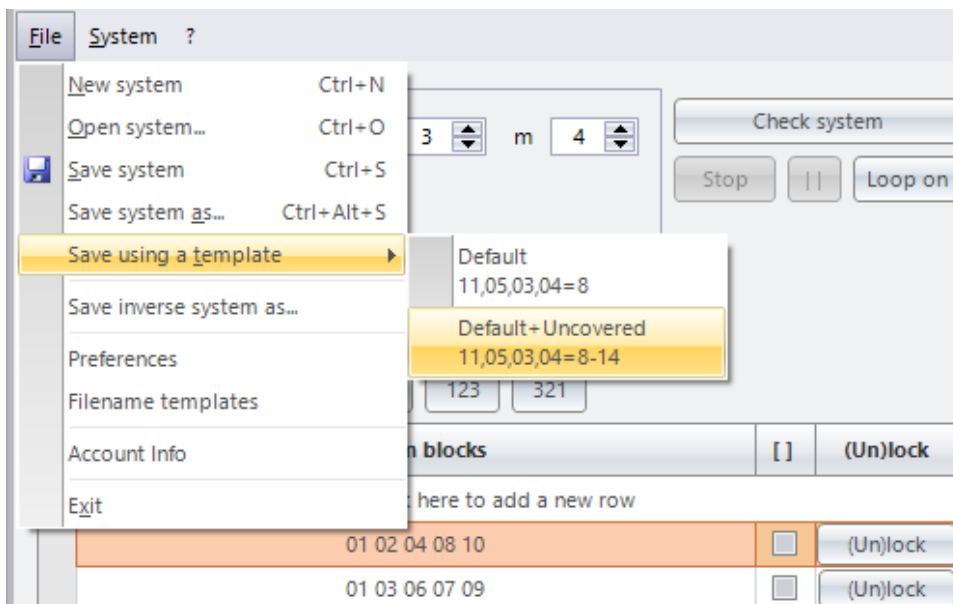 File System ?
New system Ctrl+N
Open system... Ctrl+O
Save system Ctrl+S
Save system as... Ctrl+Alt+S
Save using a template
Save inverse system as...
Preferences
Filename templates
Account Info
Exit
Default
11,05,03,04=8
Default+Uncovered
11,05,03,04=8-14
3 m 4
Check system
Stop || Loop on
123 321
blocks [ ] (Un)lock
here to add a new row
01 02 04 08 10 (Un)lock
01 03 06 07 09 (Un)lock